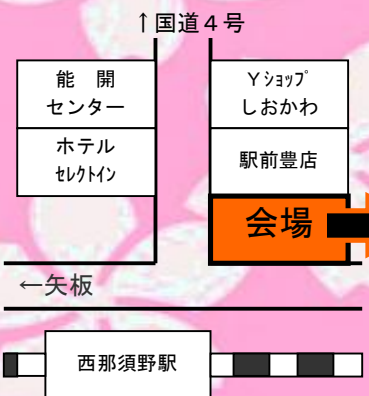 ↑国道４号
能　開
センター
Ｙｼｮｯﾌﾟ
しおかわ
ホテル
ｾﾚｸﾄｲﾝ
駅前豊店
会場
←矢板
西那須野駅